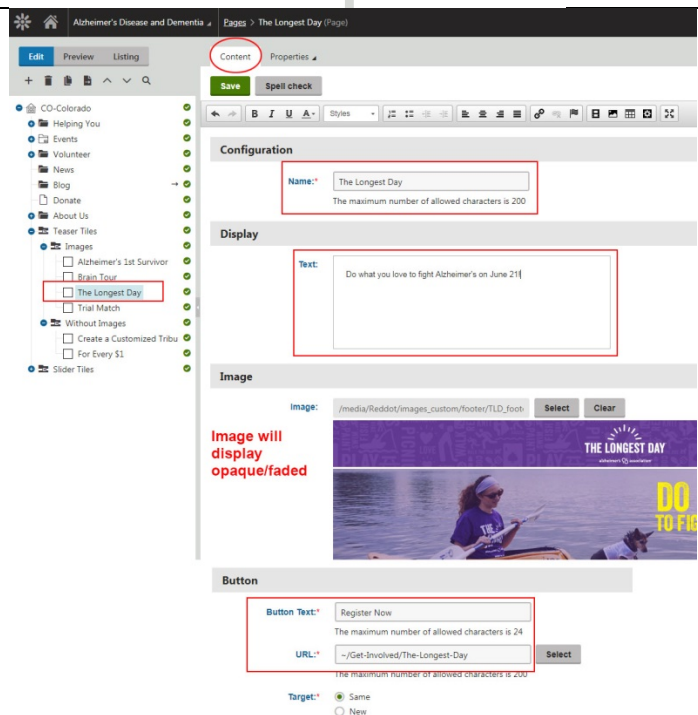 Alzheimer's Disease and Dementia Pages > The Longest Day (Page)
Edit Preview Listing
Content Properties
Save Spell check
B I U A Styles
CO-Colorado
Helping You
Events
Volunteer
News
Blog
Donate
About Us
Teaser Tiles
Images
Alzheimer's 1st Survivor
Brain Tour
The Longest Day
Trial Match
Without Images
Create a Customized Tribu
For Every $1
Slider Tiles
Configuration
Name:* The Longest Day
The maximum number of allowed characters is 200
Display
Text: Do what you love to fight Alzheimer's on June 21!
Image
Image: /media/Reddot/images_custom/footer/TLD_foot Select Clear
Image will
display
opaque/faded
THE LONGEST DAY
alzheimer's association
DO
TO FIG
Button
Button Text:* Register Now
The maximum number of allowed characters is 24
URL:* ~/Get-Involved/The-Longest-Day Select
The maximum number of allowed characters is 200
Target:* Same
New